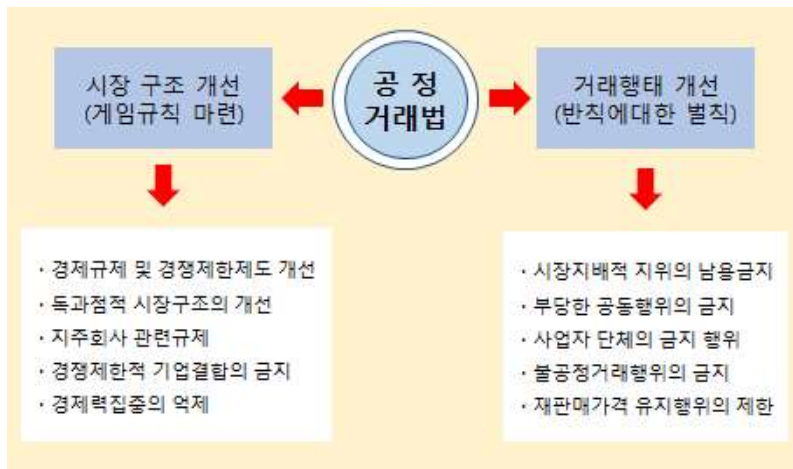 시장 구조 개선
(게임규칙 마련)
공 정
거래법
거래행태 개선
(반칙에대한 벌칙)
· 경제규제 및 경쟁제한제도 개선
· 독과점적 시장구조의 개선
· 지주회사 관련규제
· 경쟁제한적 기업결합의 금지
· 경제력집중의 억제
· 시장지배적 지위의 남용금지
· 부당한 공동행위의 금지
· 사업자 단체의 금지 행위
· 불공정거래행위의 금지
· 재판매가격 유지행위의 제한